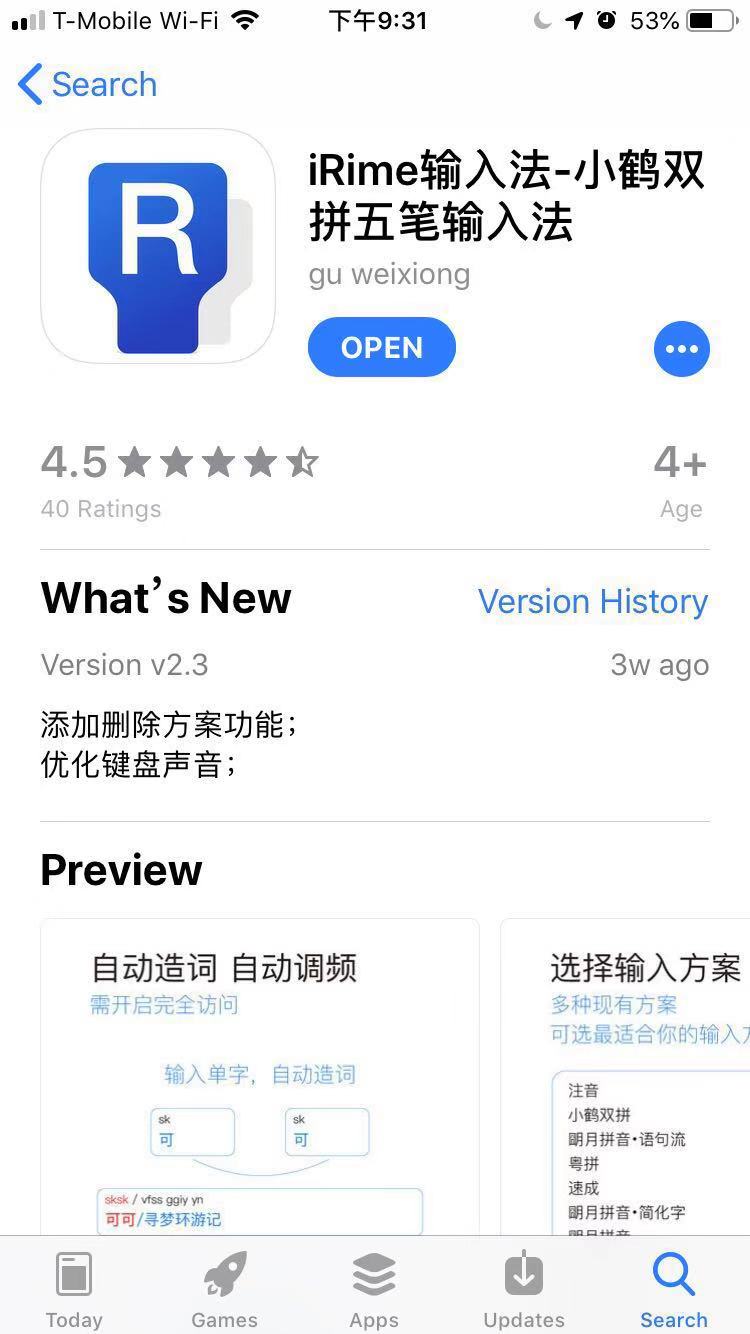 T-Mobile Wi-Fi 下午9:31 53%
Search
R
iRime输入法-小鹤双
拼五笔输入法
gu weixiong
OPEN
4.5
4+
40 Ratings
Age
What’s New
Version History
Version v2.3
3w ago
添加删除方案功能；
优化键盘声音；
Preview
自动造词 自动调频
需开启完全访问
输入单字，自动造词
sk
可
sk
可
sksk / vfss ggiy yn
可可/寻梦环游记
选择输入方案
多种现有方案
可选最适合你的输入方
注音
小鹤双拼
朙月拼音•语句流
粤拼
速成
朙月拼音•简化字
朙月拼音
Today
Games
Apps
Updates
Search